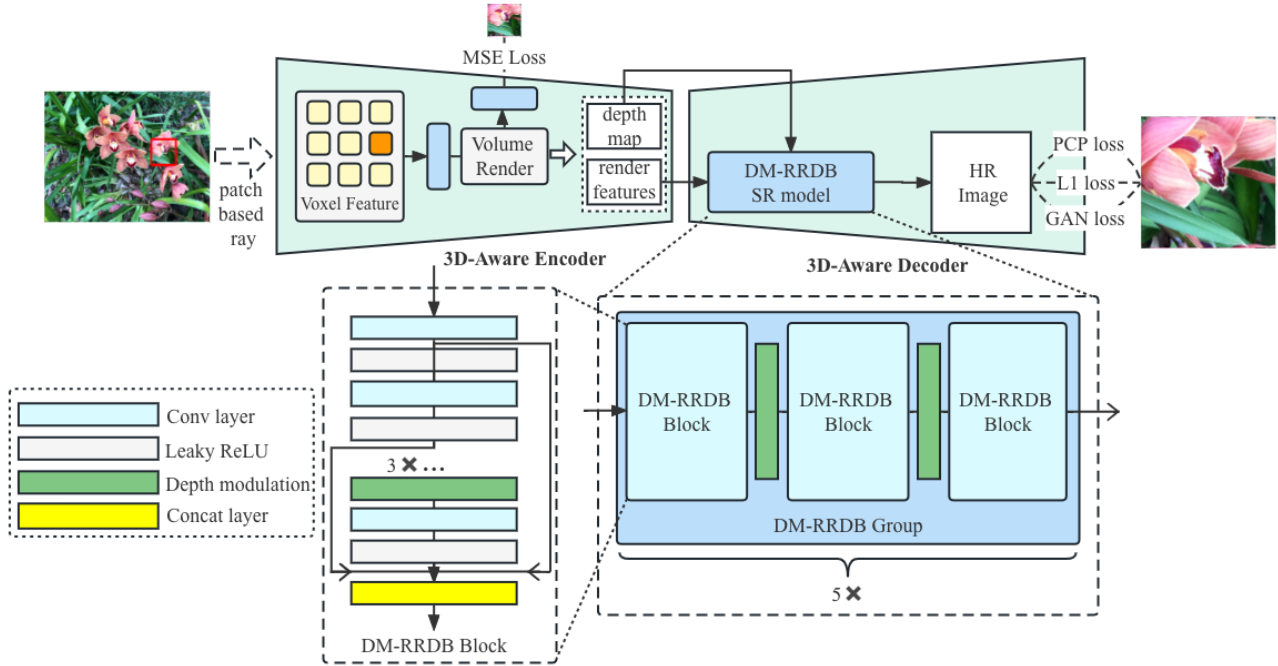 MSE Loss
patch
based
ray
Voxel Feature
Volume
Render
depth
map
render
features
DM-RRDB
SR model
HR
Image
PCP loss
L1 loss
GAN loss
3D-Aware Encoder
3D-Aware Decoder
Conv layer
Leaky ReLU
Depth modulation
Concat layer
3 ✖ ...
DM-RRDB Block
DM-RRDB
Block
DM-RRDB
Block
DM-RRDB
Block
DM-RRDB Group
5 ✖